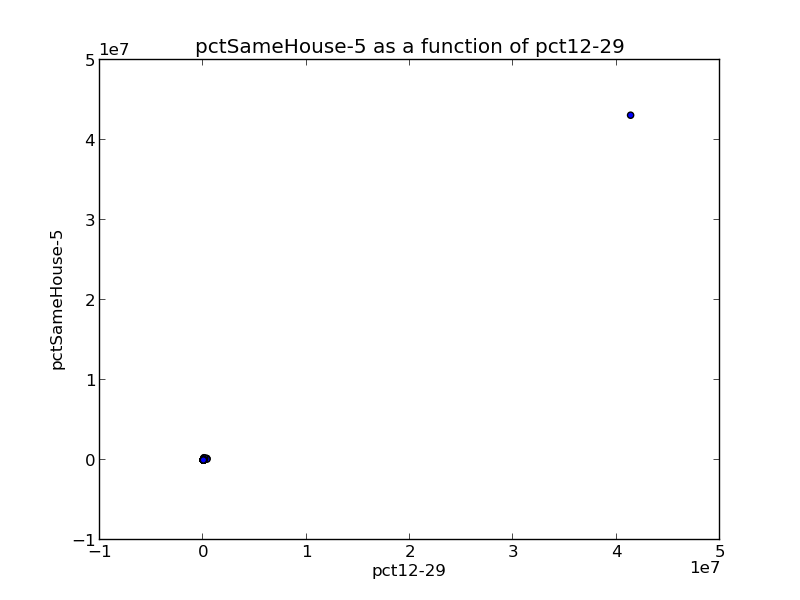 pctSameHouse-5 as a function of pct12-29
1e7
5
4
3
2
1
0
−1
pctSameHouse-5
−1 0 1 2 3 4 5
1e7
pct12-29